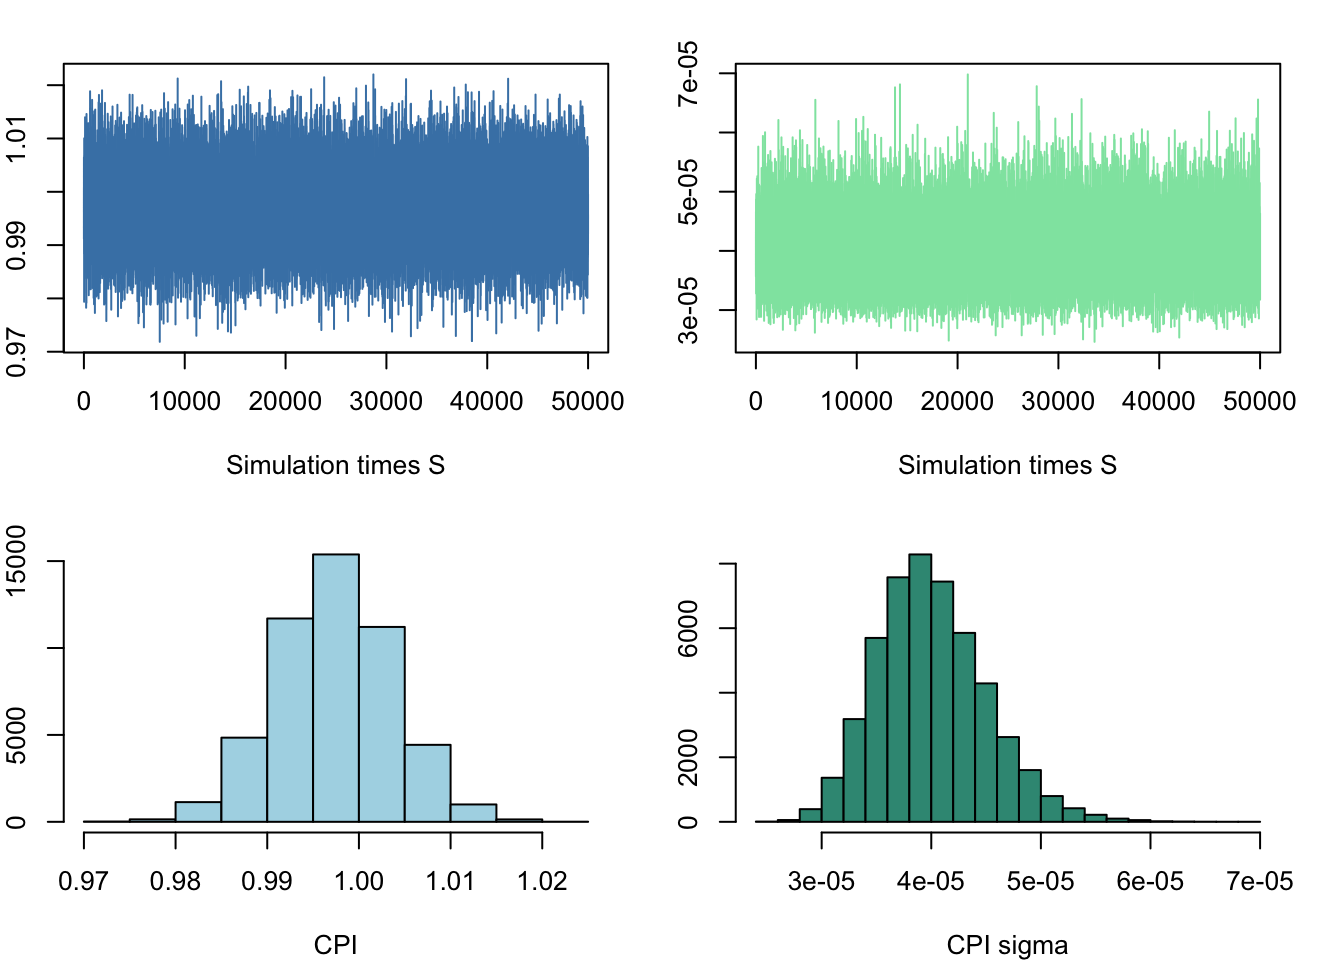 1.01
0.99
0.97
0 10000 20000 30000 40000 50000
Simulation times S
7e-05
5e-05
3e-05
0 10000 20000 30000 40000 50000
Simulation times S
15000
5000
0
0.97 0.98 0.99 1.00 1.01 1.02
CPI
6000
2000
0
3e-05 4e-05 5e-05 6e-05 7e-05
CPI sigma